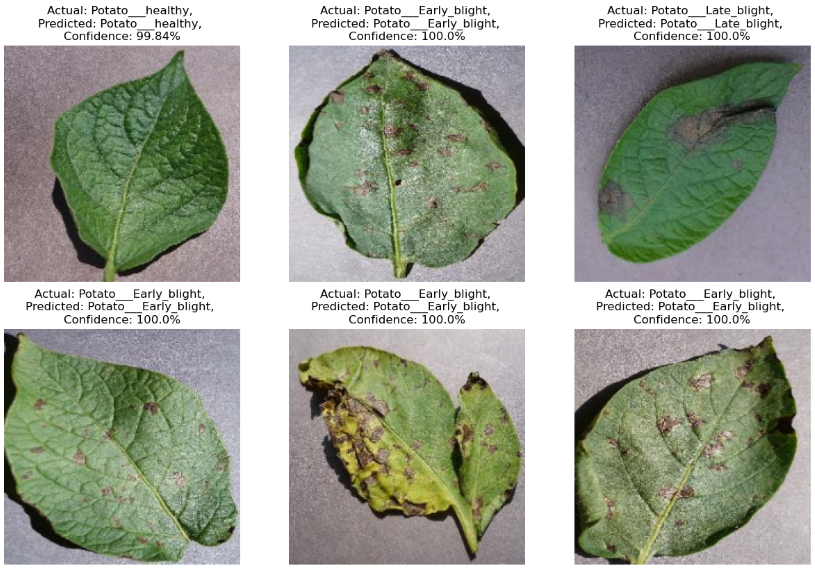 Actual: Potato___healthy,
Predicted: Potato___healthy,
Confidence: 99.84%
Actual: Potato___Early_blight,
Predicted: Potato___Early_blight,
Confidence: 100.0%
Actual: Potato___Late_blight,
Predicted: Potato___Late_blight,
Confidence: 100.0%
Actual: Potato___Early_blight,
Predicted: Potato___Early_blight,
Confidence: 100.0%
Actual: Potato___Early_blight,
Predicted: Potato___Early_blight,
Confidence: 100.0%
Actual: Potato___Early_blight,
Predicted: Potato___Early_blight,
Confidence: 100.0%